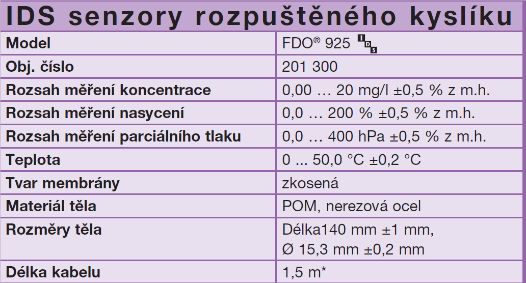 IDS senzory rozpuštěného kyslíku
Model FDO® 925 IDS
Obj. číslo 201 300
Rozsah měření koncentrace 0,00 ... 20 mg/l ±0,5 % z m.h.
Rozsah měření nasycení 0,0 ... 200 % ±0,5 % z m.h.
Rozsah měření parciálního tlaku 0,0 ... 400 hPa ±0,5 % z m.h.
Teplota 0 ... 50,0 °C ±0,2 °C
Tvar membrány zkosená
Materiál těla POM, nerezová ocel
Rozměry těla Délka140 mm ±1 mm,
Ø 15,3 mm ±0,2 mm
Délka kabelu 1,5 m*